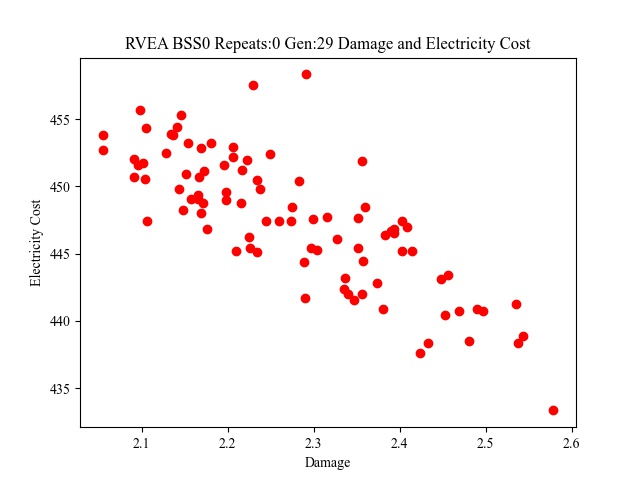 RVEA BSS0 Repeats:0 Gen:29 Damage and Electricity Cost
455
450
445
440
435
Electricity Cost
2.1 2.2 2.3 2.4 2.5 2.6
Damage